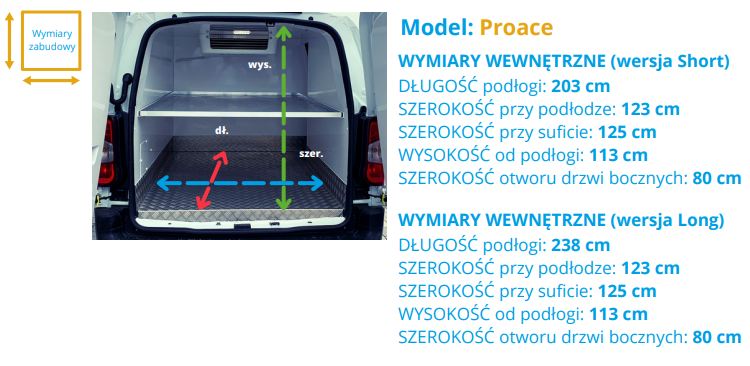 Wymiary
zabudowy
wys.
dł.
szer.
Model: Proace
WYMIARY WEWNĘTRZNE (wersja Short)
DŁUGOŚĆ podłogi: 203 cm
SZEROKOŚĆ przy podłodze: 123 cm
SZEROKOŚĆ przy suficie: 125 cm
WYSOKOŚĆ od podłogi: 113 cm
SZEROKOŚĆ otworu drzwi bocznych: 80 cm
WYMIARY WEWNĘTRZNE (wersja Long)
DŁUGOŚĆ podłogi: 238 cm
SZEROKOŚĆ przy podłodze: 123 cm
SZEROKOŚĆ przy suficie: 125 cm
WYSOKOŚĆ od podłogi: 113 cm
SZEROKOŚĆ otworu drzwi bocznych: 80 cm